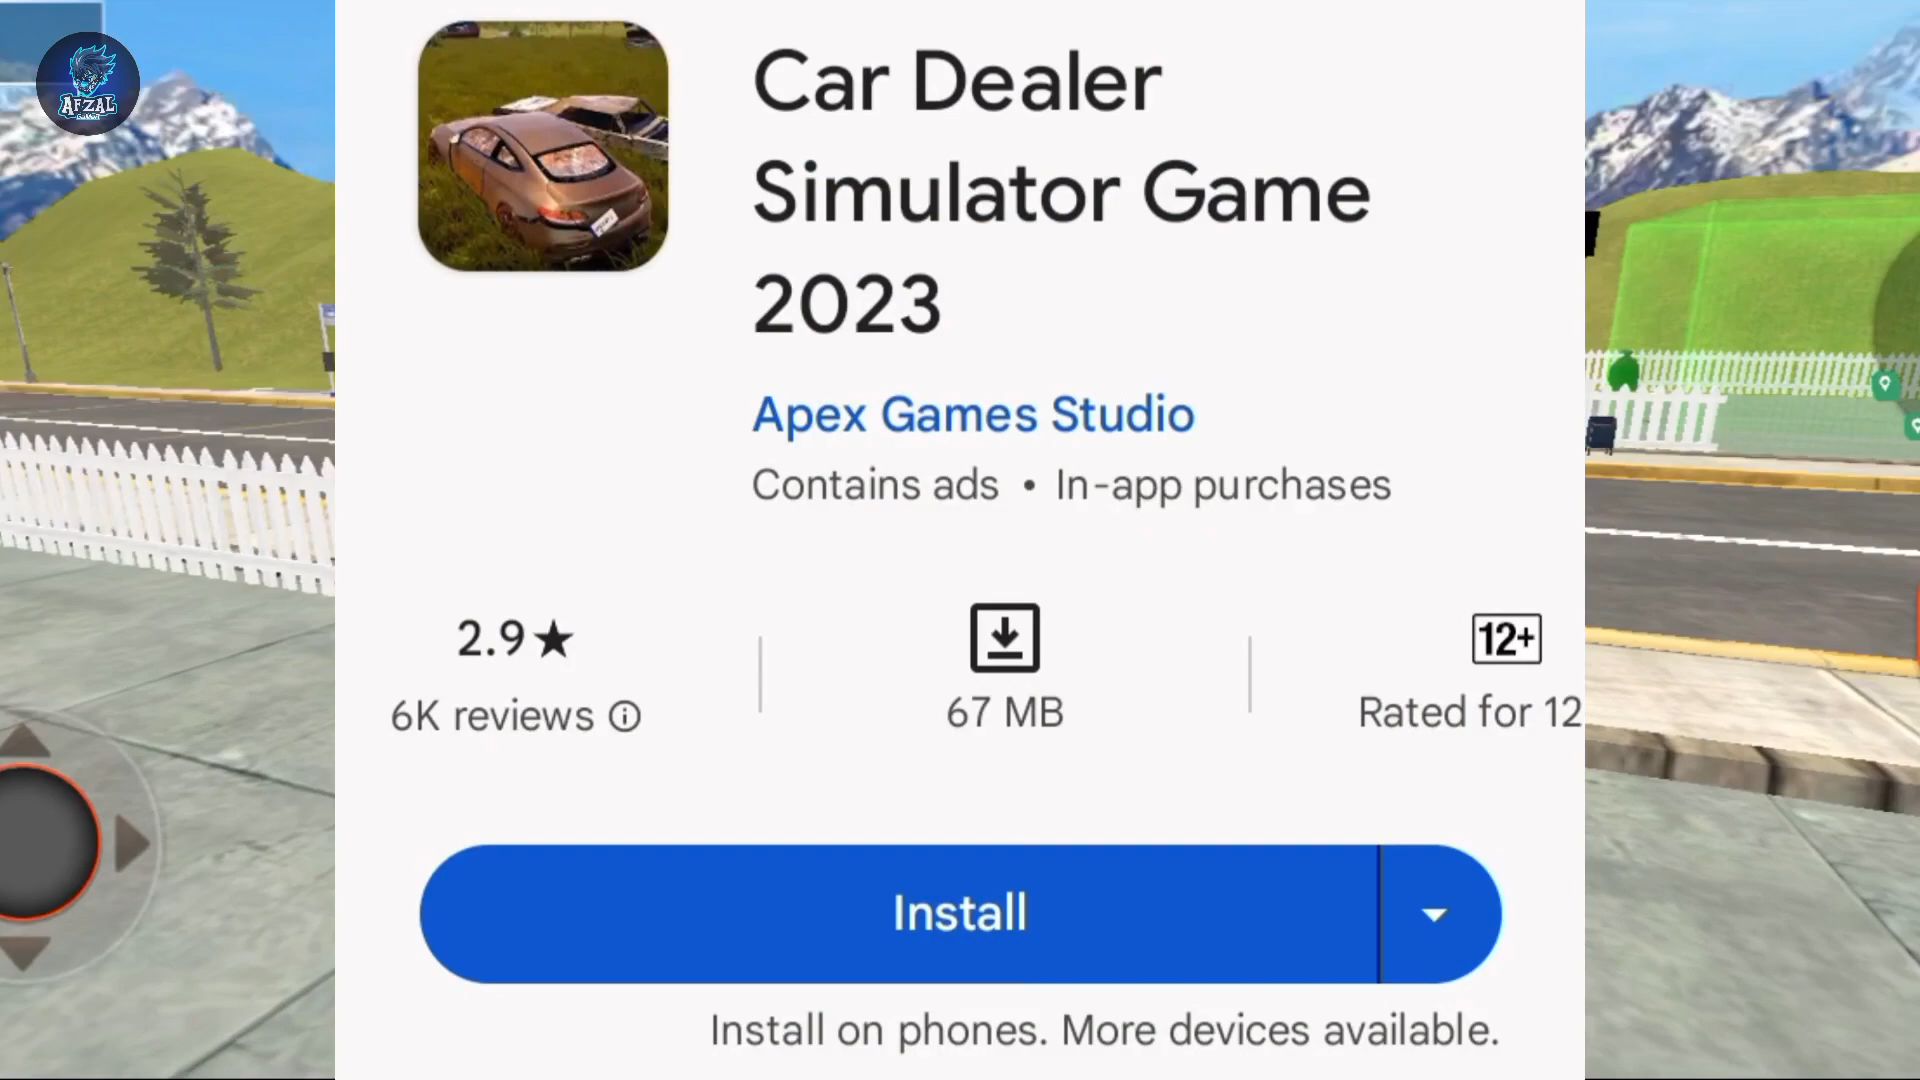 AFZAL
Car Dealer
Simulator Game
2023
Apex Games Studio
Contains ads • In-app purchases
2.9★
6K reviews
67 MB
12+
Rated for 12
Install
Install on phones. More devices available.